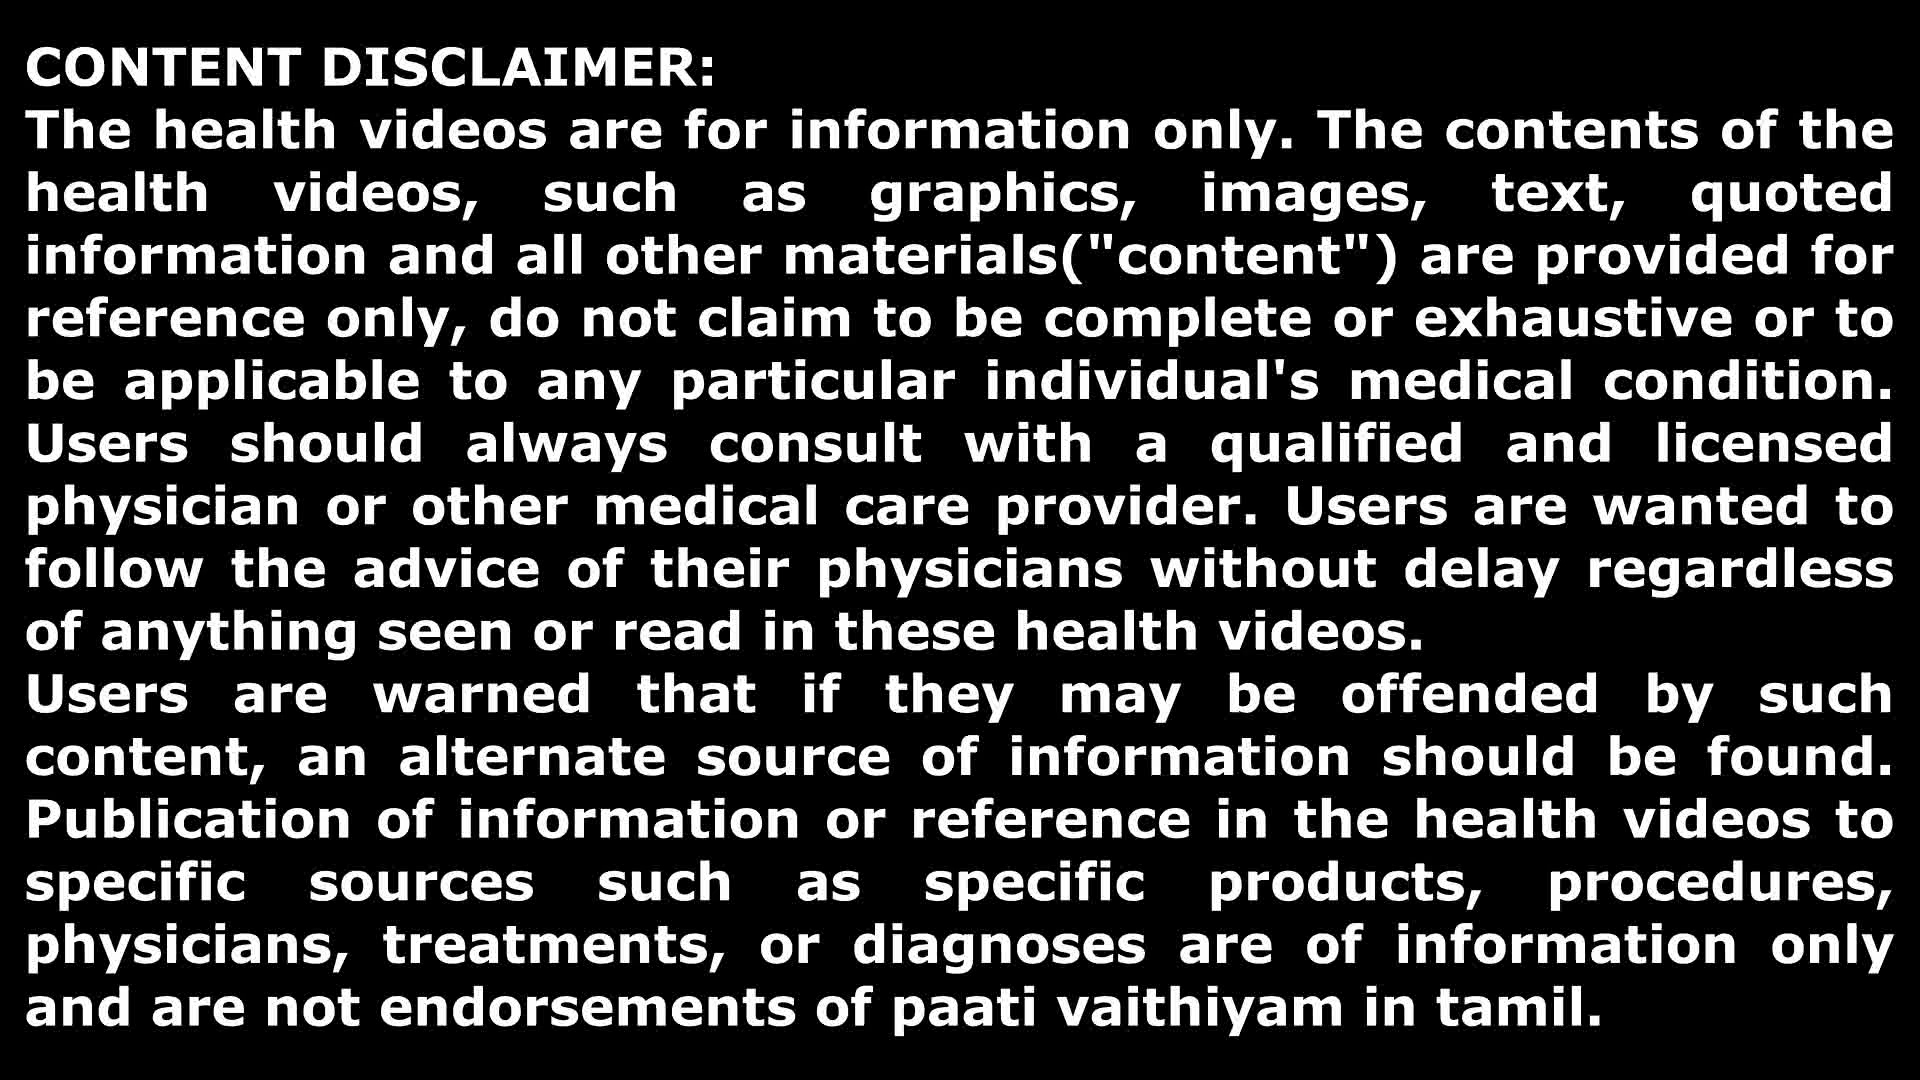 CONTENT DISCLAIMER:
The health videos are for information only. The contents of the
health videos, such as graphics, images, text, quoted
information and all other materials("content") are provided for
reference only, do not claim to be complete or exhaustive or to
be applicable to any particular individual's medical condition.
Users should always consult with a qualified and licensed
physician or other medical care provider. Users are wanted to
follow the advice of their physicians without delay regardless
of anything seen or read in these health videos.
Users are warned that if they may be offended by such
content, an alternate source of information should be found.
Publication of information or reference in the health videos to
specific sources such as specific products, procedures,
physicians, treatments, or diagnoses are of information only
and are not endorsements of paati vaithiyam in tamil.